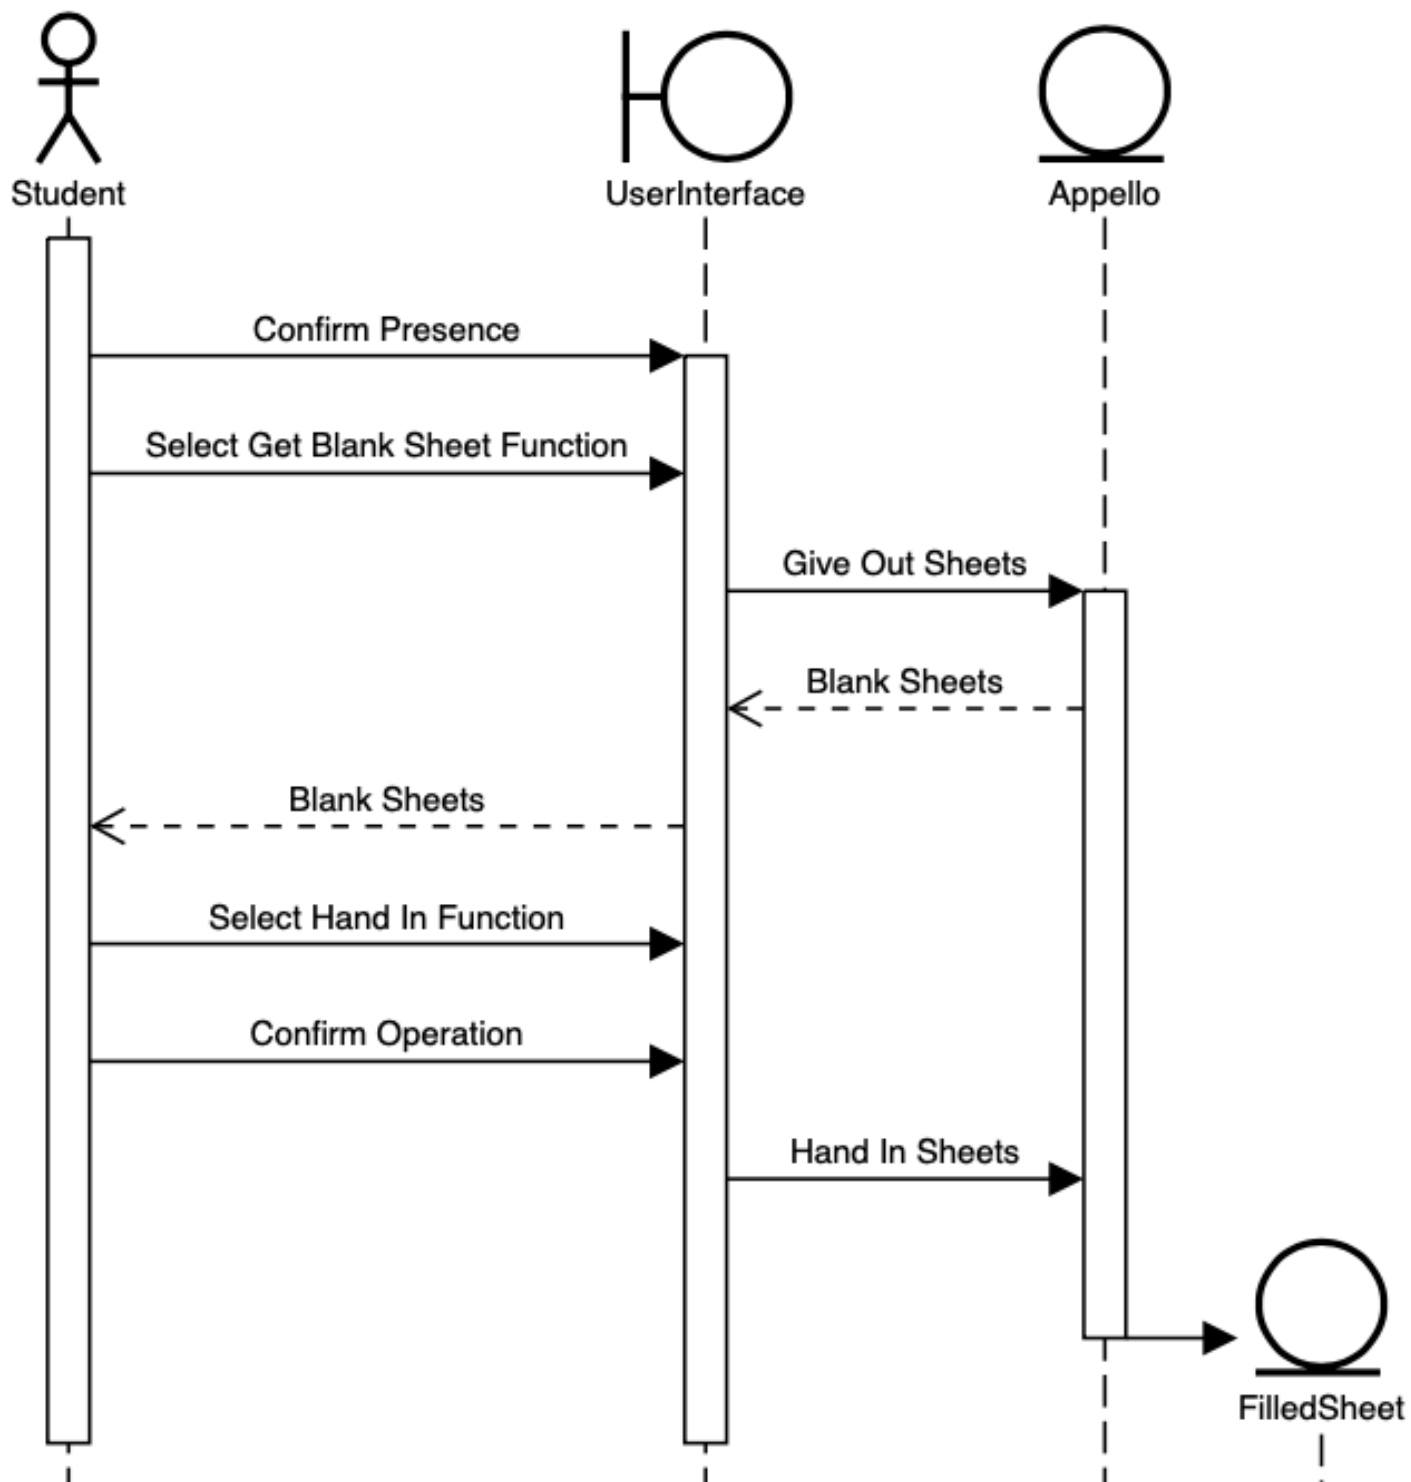 Student
UserInterface
Appello
Confirm Presence
Select Get Blank Sheet Function
Give Out Sheets
Blank Sheets
Blank Sheets
Select Hand In Function
Confirm Operation
Hand In Sheets
FilledSheet